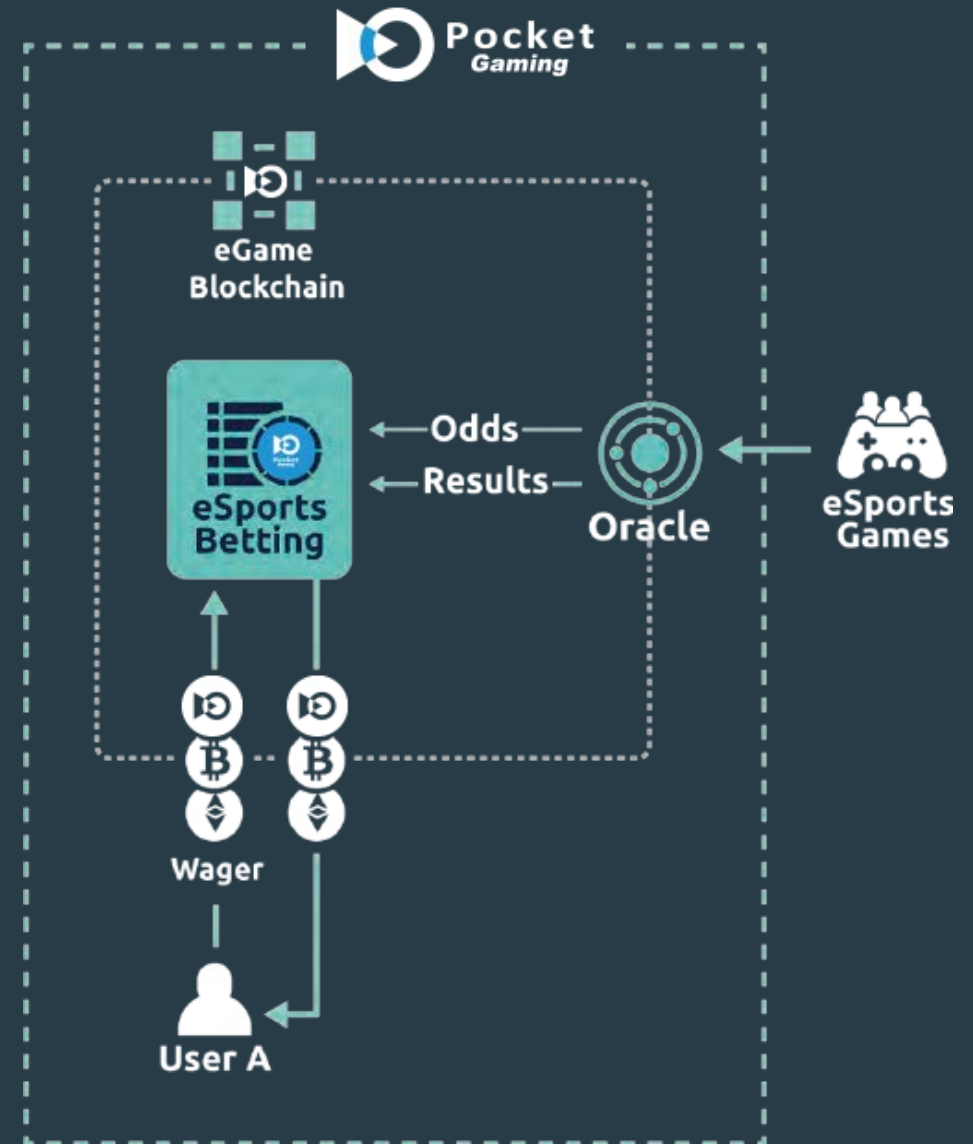 Pocket
Gaming
eGame
Blockchain
eSports
Betting
Odds
Results
Oracle
eSports
Games
Wager
User A